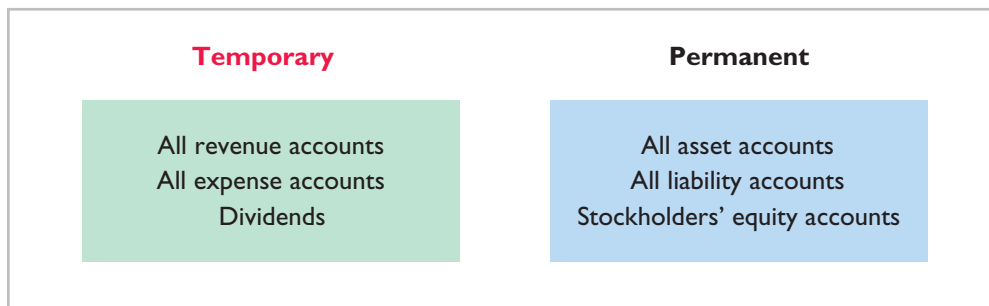 Temporary
All revenue accounts
All expense accounts
Dividends
Permanent
All asset accounts
All liability accounts
Stockholders’ equity accounts